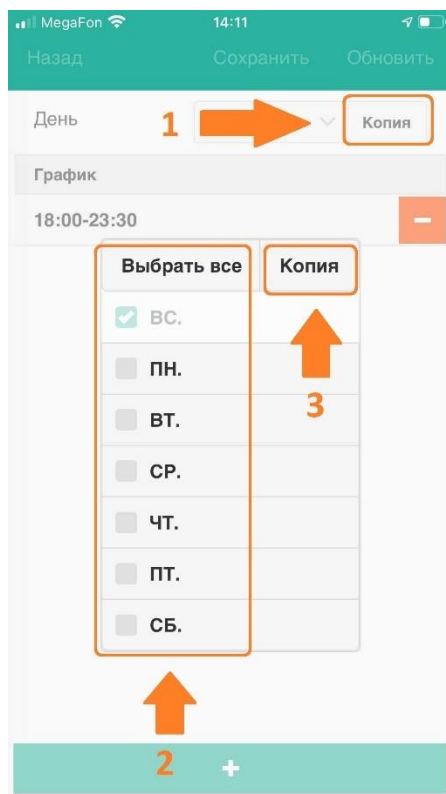 MegaFon 14:11
Назад Сохранить Обновить
День 1 Копия
График
18:00-23:30
Выбрать все Копия
ВС.
ПН.
ВТ.
3
СР.
ЧТ.
ПТ.
СБ.
2 +